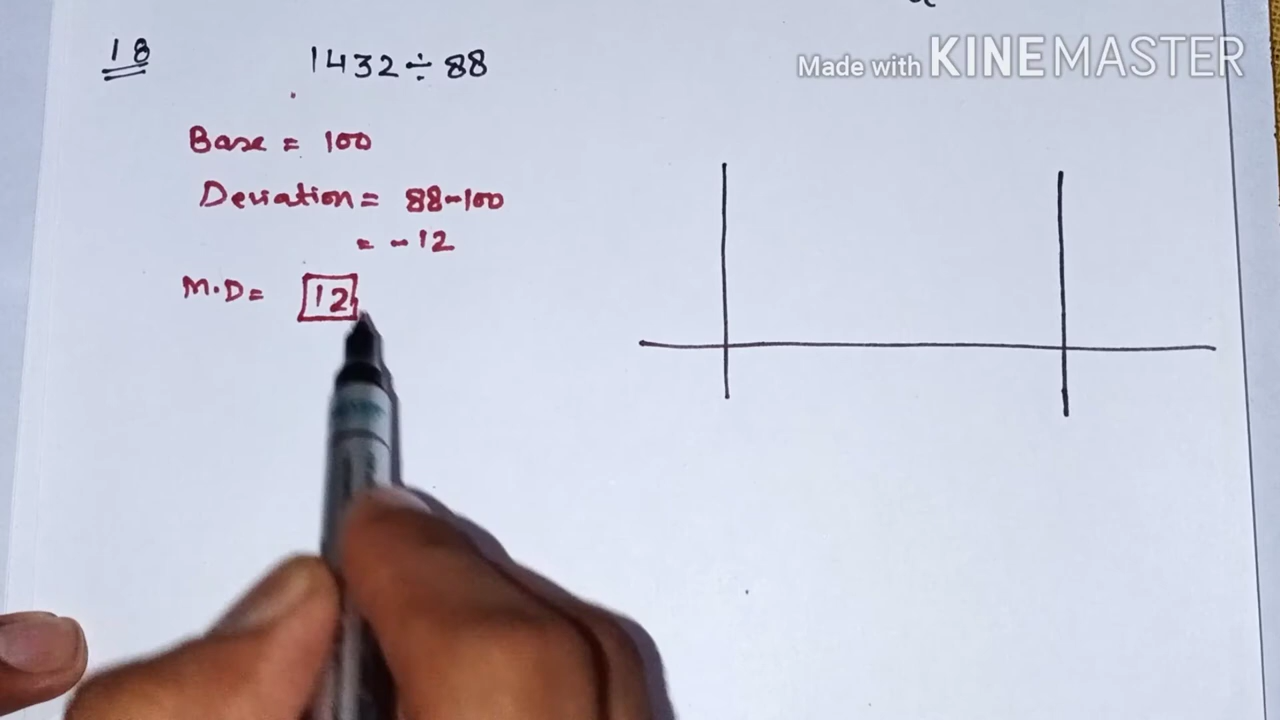 18
1432 ÷ 88
Made with KINEMASTER
Base = 100
Deviation = 88-100
= -12
M.D = 12